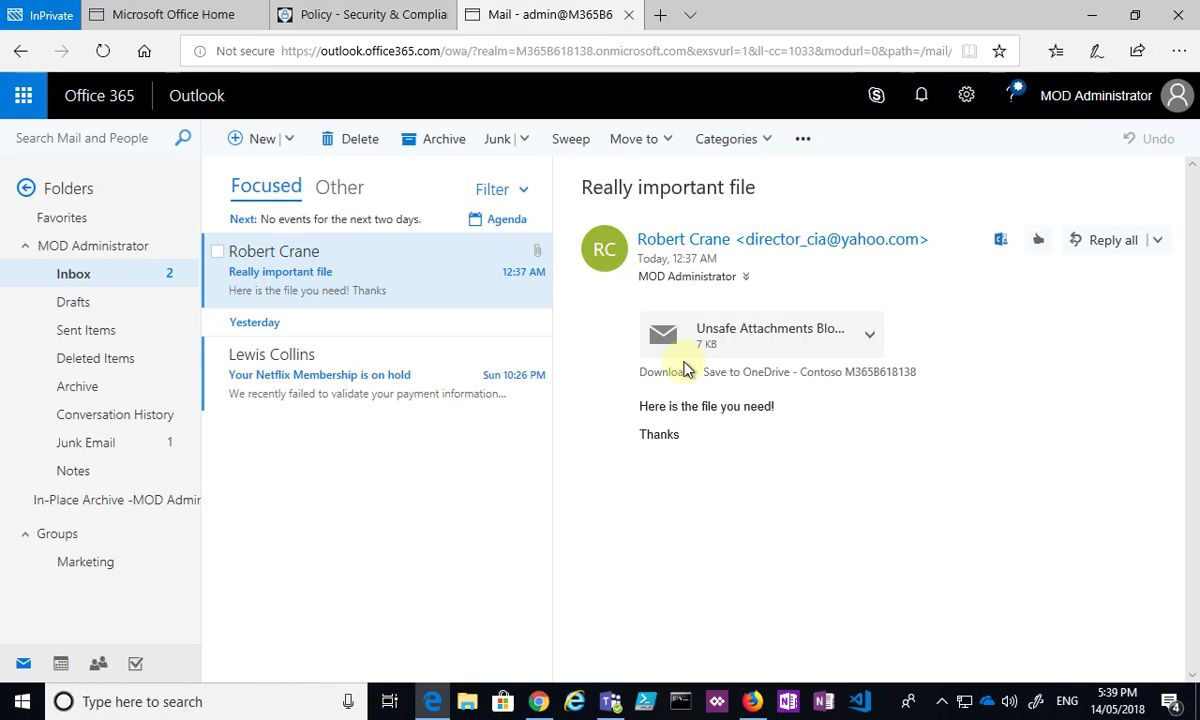 InPrivate
Microsoft Office Home
Policy - Security & Complia
Mail - admin@M365B6
Not secure https://outlook.office365.com/owa/?realm=M365B618138.onmicrosoft.com&exsvurl=1&ll-cc=1033&modurl=0&path=/mail/
Office 365
Outlook
MOD Administrator
Search Mail and People
New
Delete
Archive
Junk
Sweep
Move to
Categories
Undo
Folders
Favorites
MOD Administrator
Inbox 2
Drafts
Sent Items
Deleted Items
Archive
Conversation History
Junk Email 1
Notes
In-Place Archive -MOD Admir
Groups
Marketing
Focused
Other
Filter
Next: No events for the next two days.
Agenda
Robert Crane
Really important file 12:37 AM
Here is the file you need! Thanks
Yesterday
Lewis Collins
Your Netflix Membership is on hold Sun 10:26 PM
We recently failed to validate your payment information...
Really important file
RC
Robert Crane <director_cia@yahoo.com>
Today, 12:37 AM
MOD Administrator
Reply all
Unsafe Attachments Blo...
7 KB
Save to OneDrive - Contoso M365B618138
Here is the file you need!
Thanks
Type here to search
ENG
5:39 PM
14/05/2018
4